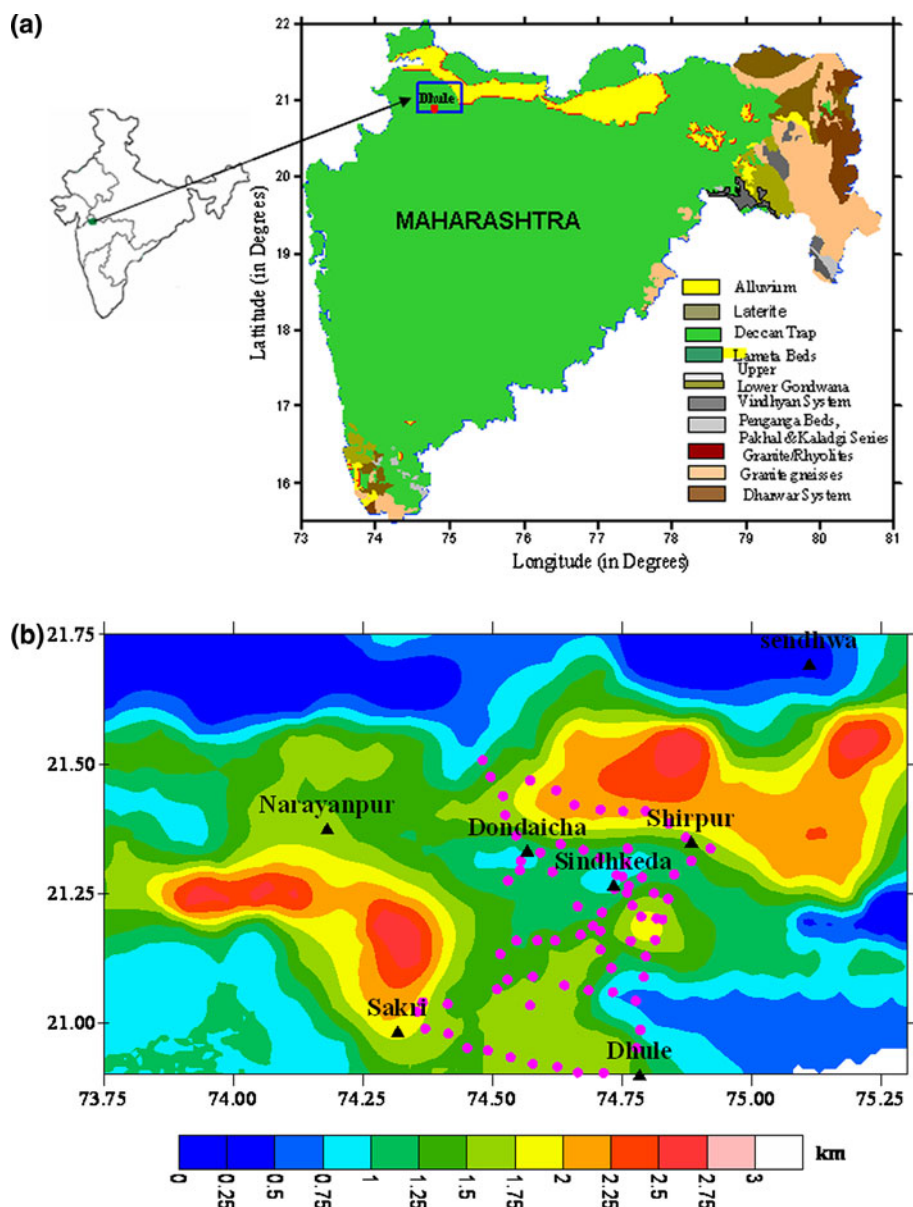 (a)
22
21
20
19
18
17
16
Lattitude (in Degrees)
Dhule
MAHARASHTRA
Alluvium
Laterite
Deccan Trap
Lameta Beds
Upper
Lower Gondwana
Vindhyan System
Penganga Beds,
Pakhal & Kaladgi Series
Granite/Rhyolites
Granite gneisses
Dharwar System
73 74 75 76 77 78 79 80 81
Longitude (in Degrees)
(b)
21.75
21.50
21.25
21.00
sendhwa
Narayanpur
Dondaicha
Shirpur
Sindhkeda
Sakri
Dhule
73.75 74.00 74.25 74.50 74.75 75.00 75.25
km
0 0.25 0.5 0.75 1 1.25 1.5 1.75 2 2.25 2.5 2.75 3